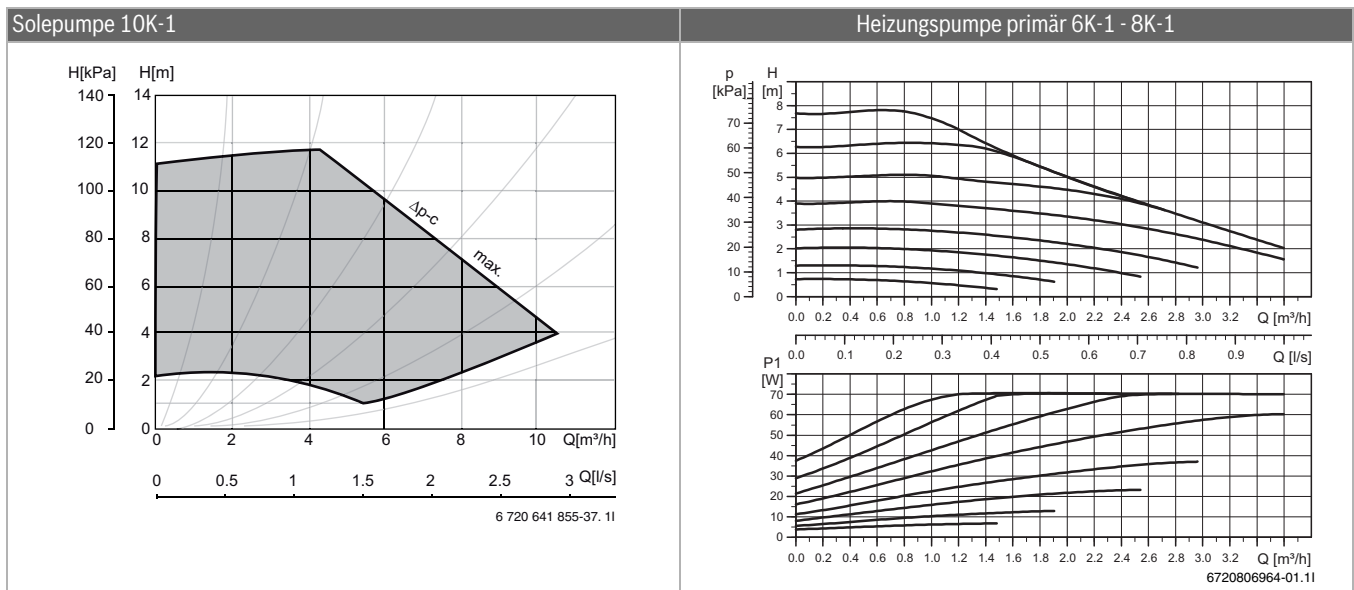 Solepumpe 10K-1
H[kPa] H[m]
140 14
120 12
100 10
80 8
60 6
40 4
20 2
0 0
Δp-c
max.
0 2 4 6 8 10 Q[m³/h]
0 0.5 1 1.5 2 2.5 3 Q[l/s]
6 720 641 855-37. 1I
Heizungspumpe primär 6K-1 - 8K-1
p H
[kPa] [m]
8
70 7
60 6
50 5
40 4
30 3
20 2
10 1
0 0
0.0 0.2 0.4 0.6 0.8 1.0 1.2 1.4 1.6 1.8 2.0 2.2 2.4 2.6 2.8 3.0 3.2 Q [m³/h]
0.0 0.1 0.2 0.3 0.4 0.5 0.6 0.7 0.8 0.9 Q [l/s]
P1
[W]
70
60
50
40
30
20
10
0
0.0 0.2 0.4 0.6 0.8 1.0 1.2 1.4 1.6 1.8 2.0 2.2 2.4 2.6 2.8 3.0 3.2 Q [m³/h]
6720806964-01.1I